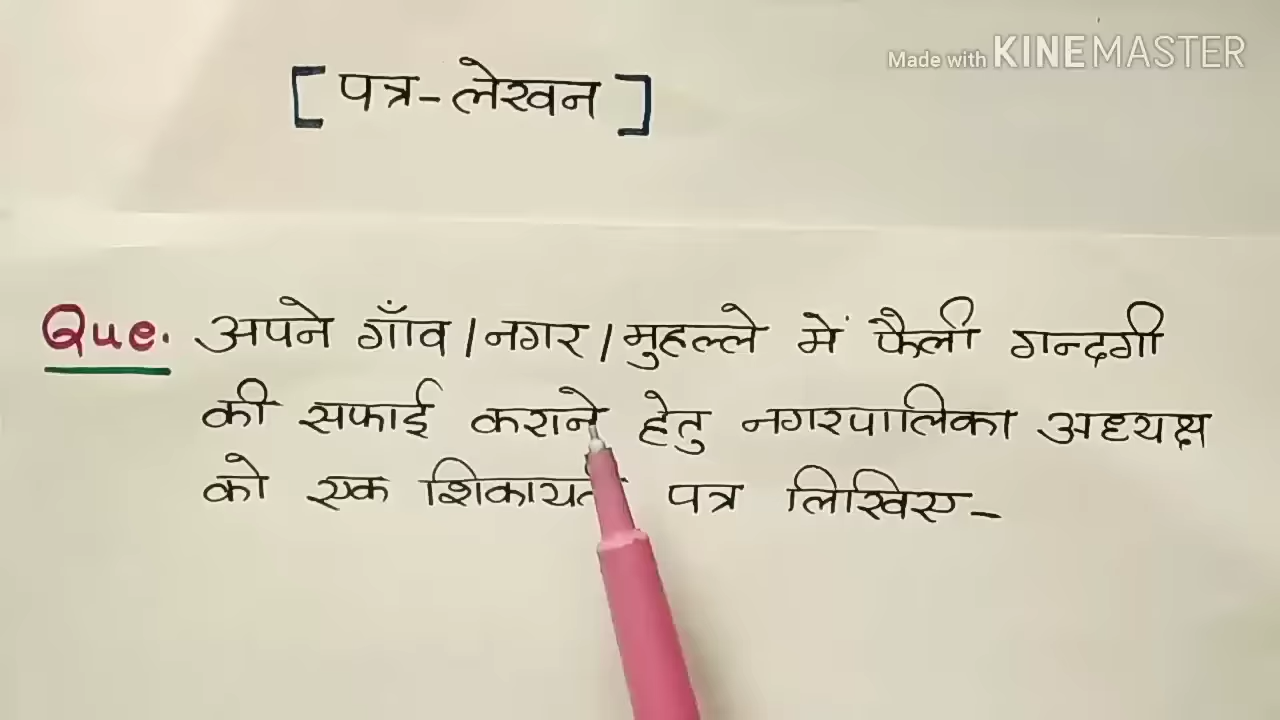 Made with KINEMASTER
[पत्र-लेखन]
Que. अपने गाँव/नगर/मुहल्ले में फैली गन्दगी
की सफाई कराने हेतु नगरपालिका अध्यक्ष
को एक शिकायत पत्र लिखिए-